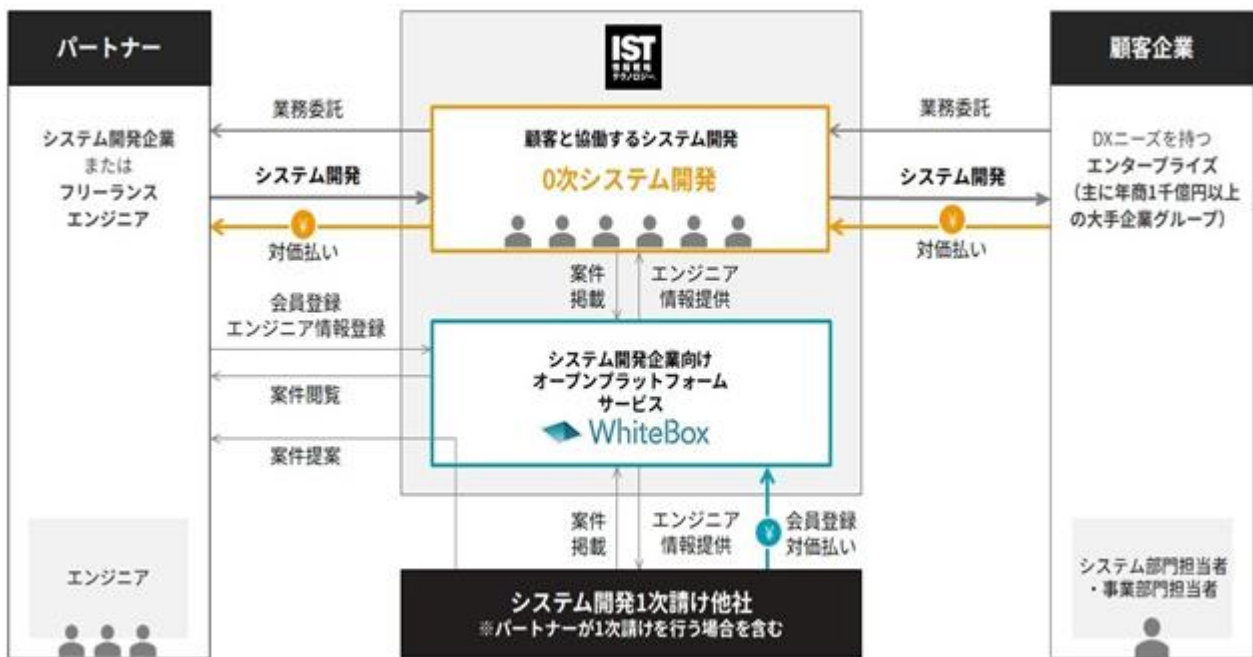 パートナー
IST
情報戦略
テクノロジー
顧客企業
業務委託
業務委託
システム開発企業
または
フリーランス
エンジニア
顧客と協働するシステム開発
0次システム開発
DXニーズを持つ
エンタープライズ
（主に年商1千億円以上
の大手企業グループ）
システム開発
システム開発
¥
¥
対価払い
対価払い
案件
掲載
エンジニア
情報提供
会員登録
エンジニア情報登録
システム開発企業向け
オープンプラットフォーム
サービス
WhiteBox
案件閲覧
案件提案
案件
掲載
エンジニア
情報提供
¥
会員登録
対価払い
エンジニア
システム部門担当者
・事業部門担当者
システム開発1次請け他社
※パートナーが1次請けを行う場合を含む